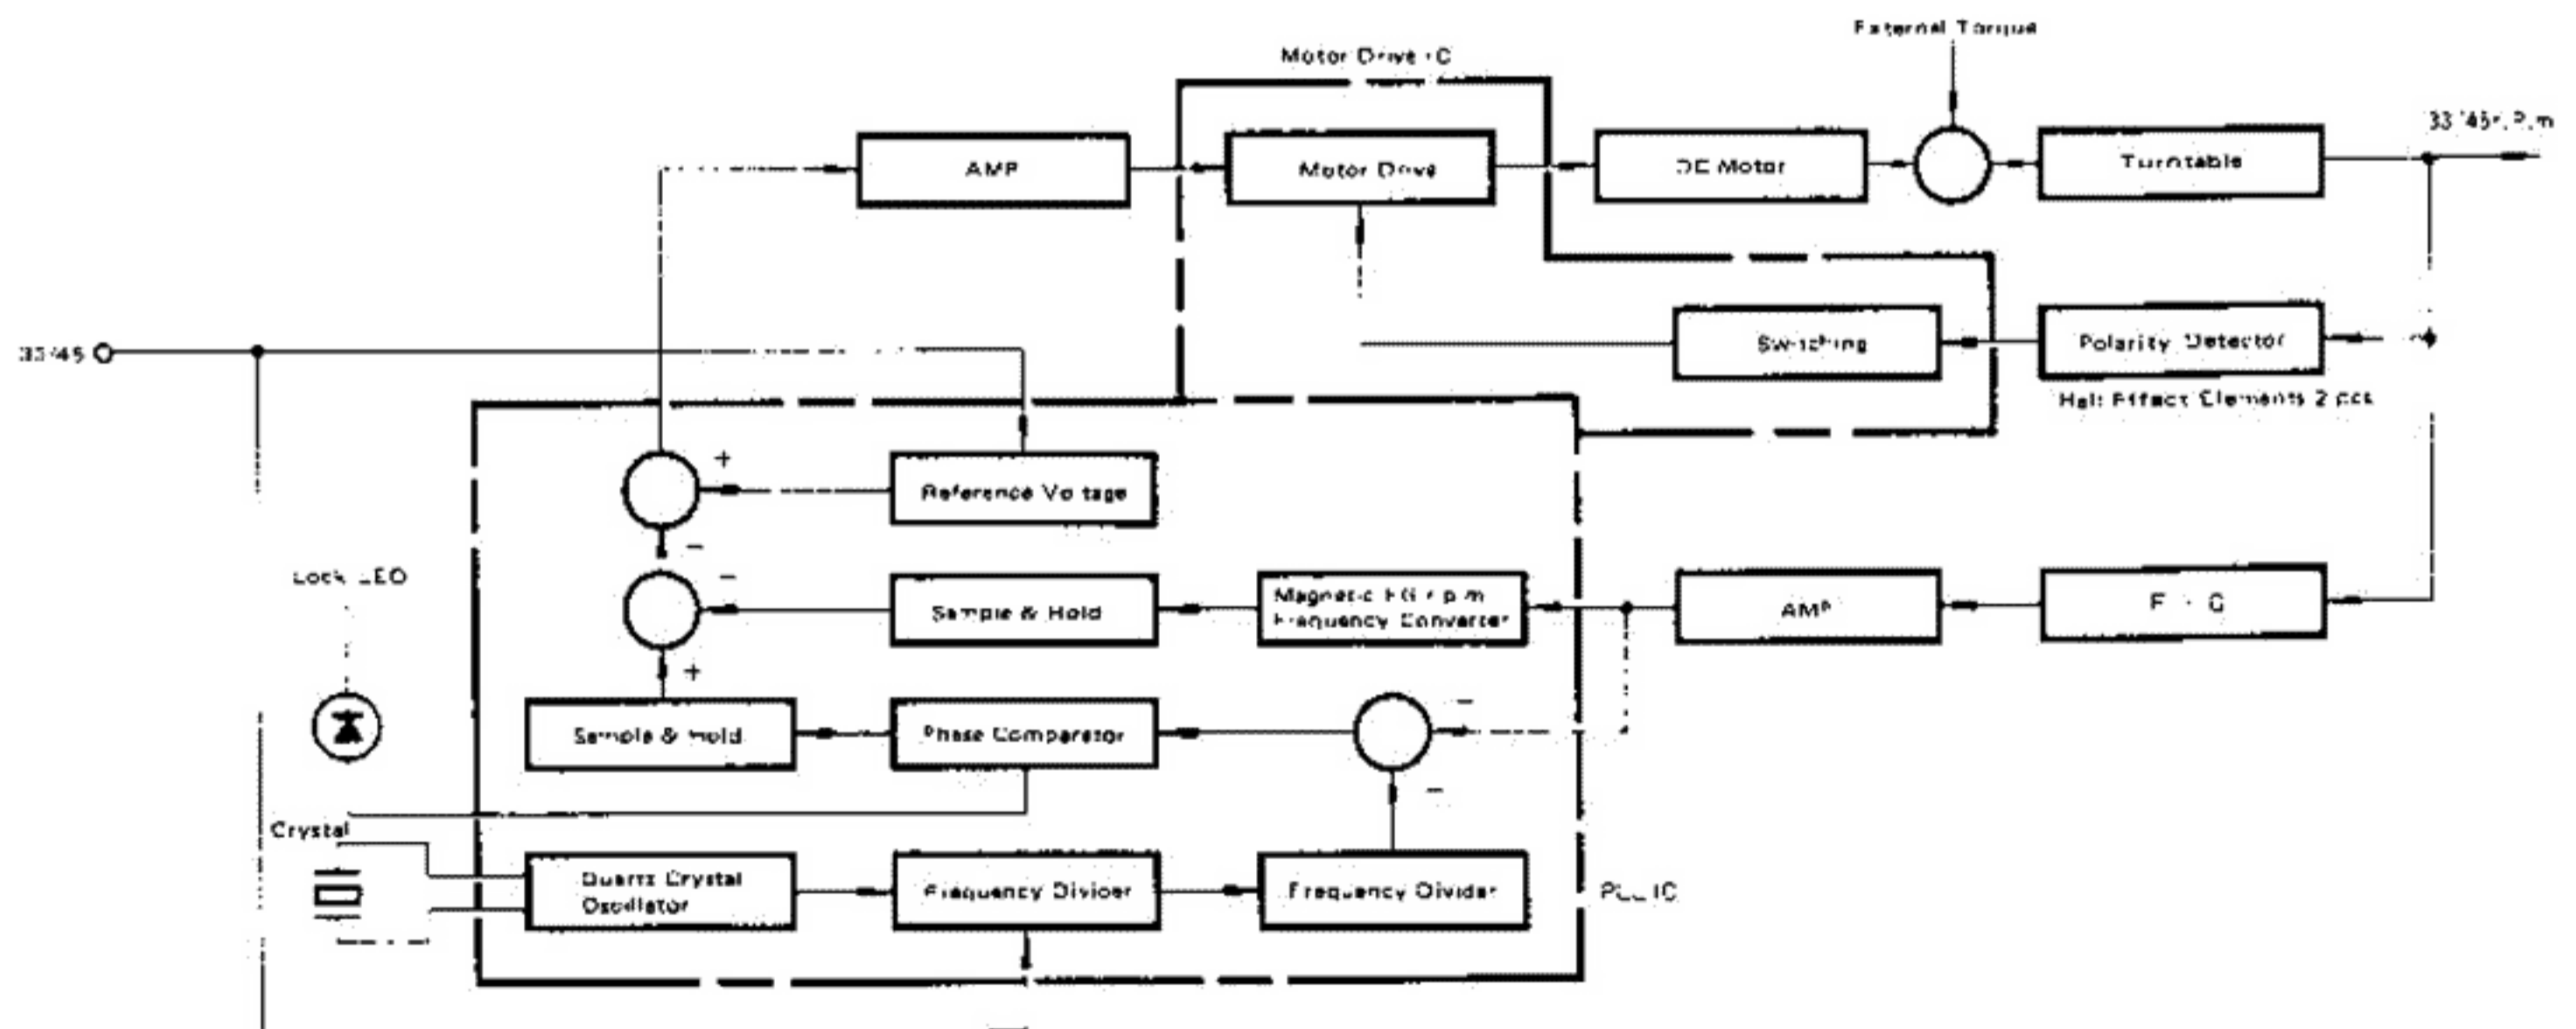 External Torque
Motor Drive IC
33/45 r.p.m
AMP
Motor Drive
DC Motor
Turntable
33/45
Switching
Polarity Detector
Hall Effect Elements 2 pcs
+
Reference Voltage
−
Lock LED
−
Sample & Hold
Magnetic FG r.p.m
Frequency Converter
AMP
+
−
Sample & Hold
Phase Comparator
−
Crystal
Quartz Crystal
Oscillator
Frequency Divider
Frequency Divider
PLL IC